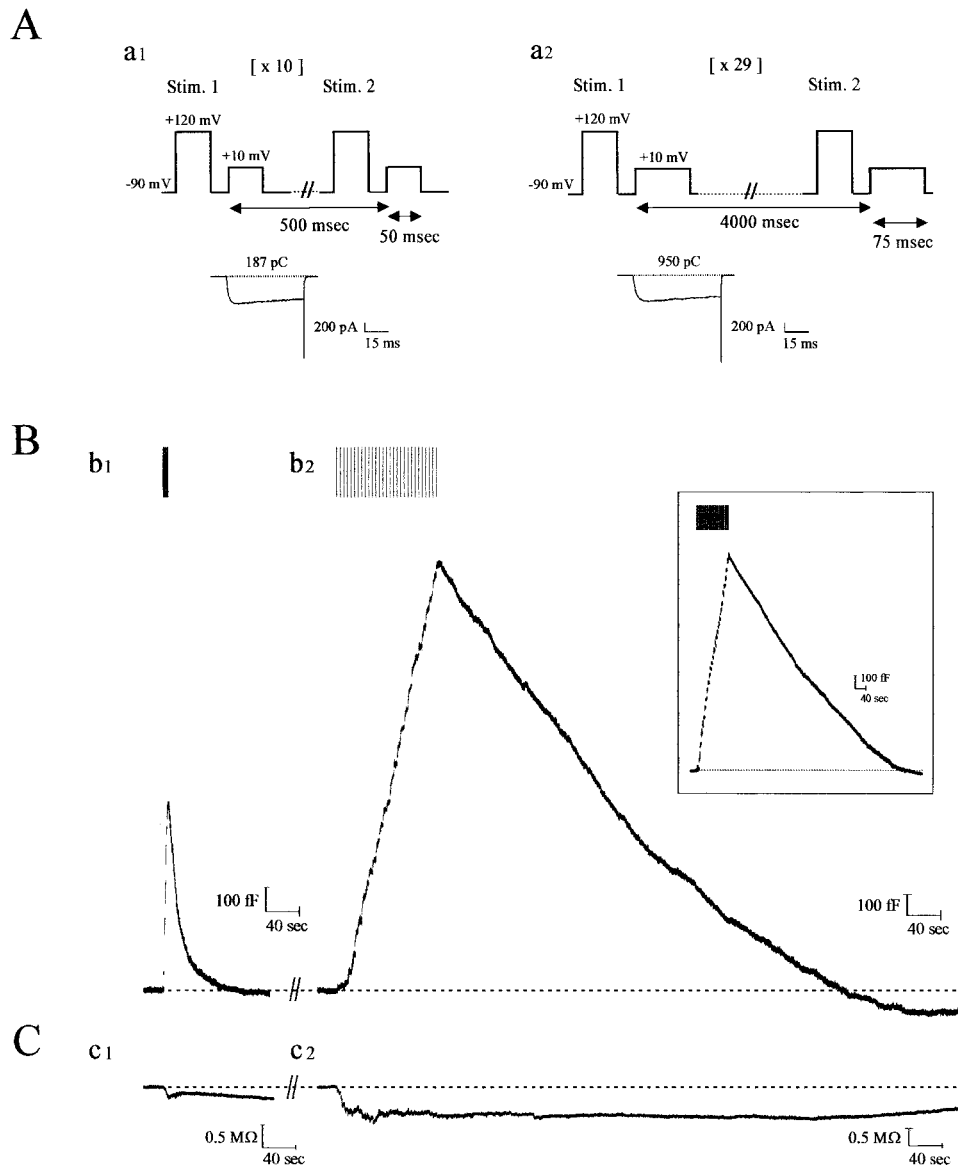 A
a1
[ x 10 ]
Stim. 1
Stim. 2
+120 mV
+10 mV
-90 mV
500 msec
50 msec
187 pC
200 pA
15 ms
a2
[ x 29 ]
Stim. 1
Stim. 2
+120 mV
+10 mV
-90 mV
4000 msec
75 msec
950 pC
200 pA
15 ms
B
b1
b2
100 fF
40 sec
100 fF
40 sec
100 fF
40 sec
C
c1
c2
0.5 MΩ
40 sec
0.5 MΩ
40 sec